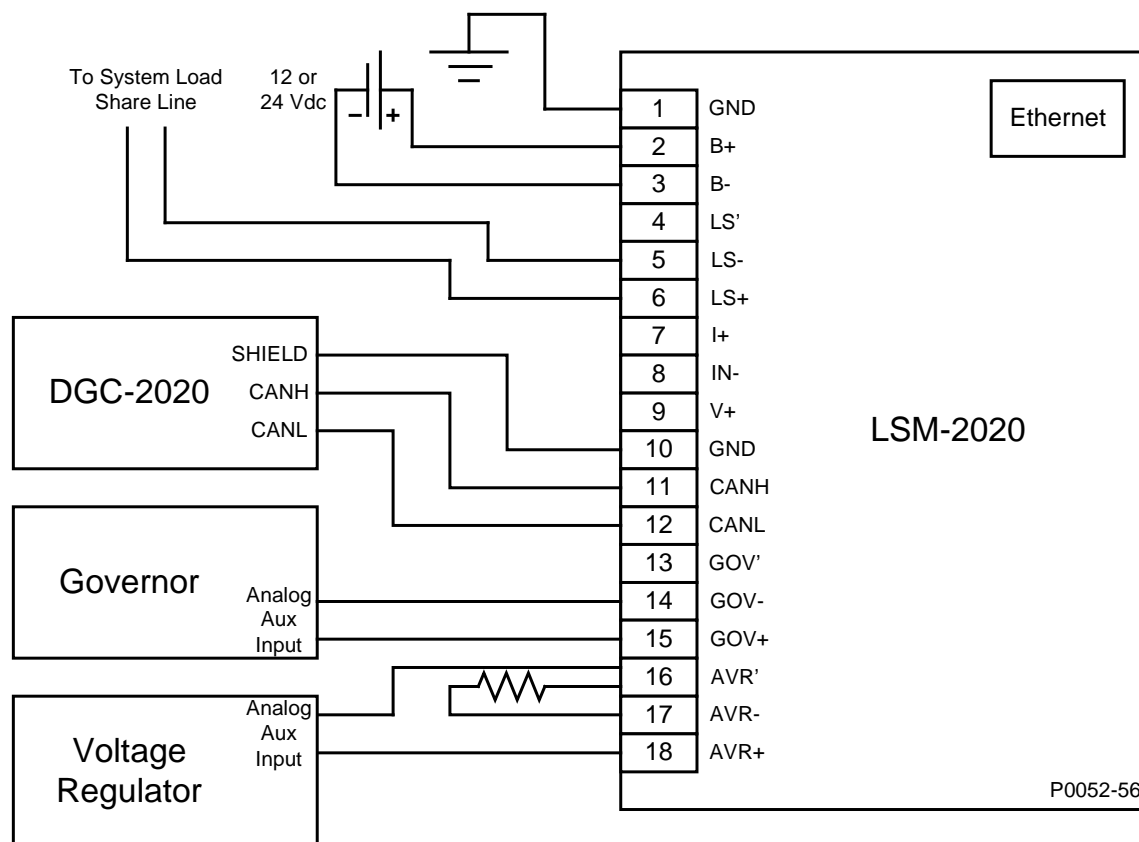 To System Load
Share Line
12 or
24 Vdc
– +
Ethernet
1 GND
2 B+
3 B-
4 LS’
5 LS-
6 LS+
7 I+
8 IN-
9 V+
10 GND
11 CANH
12 CANL
13 GOV’
14 GOV-
15 GOV+
16 AVR’
17 AVR-
18 AVR+
LSM-2020
DGC-2020
SHIELD
CANH
CANL
Governor
Analog
Aux
Input
Voltage
Regulator
Analog
Aux
Input
P0052-56